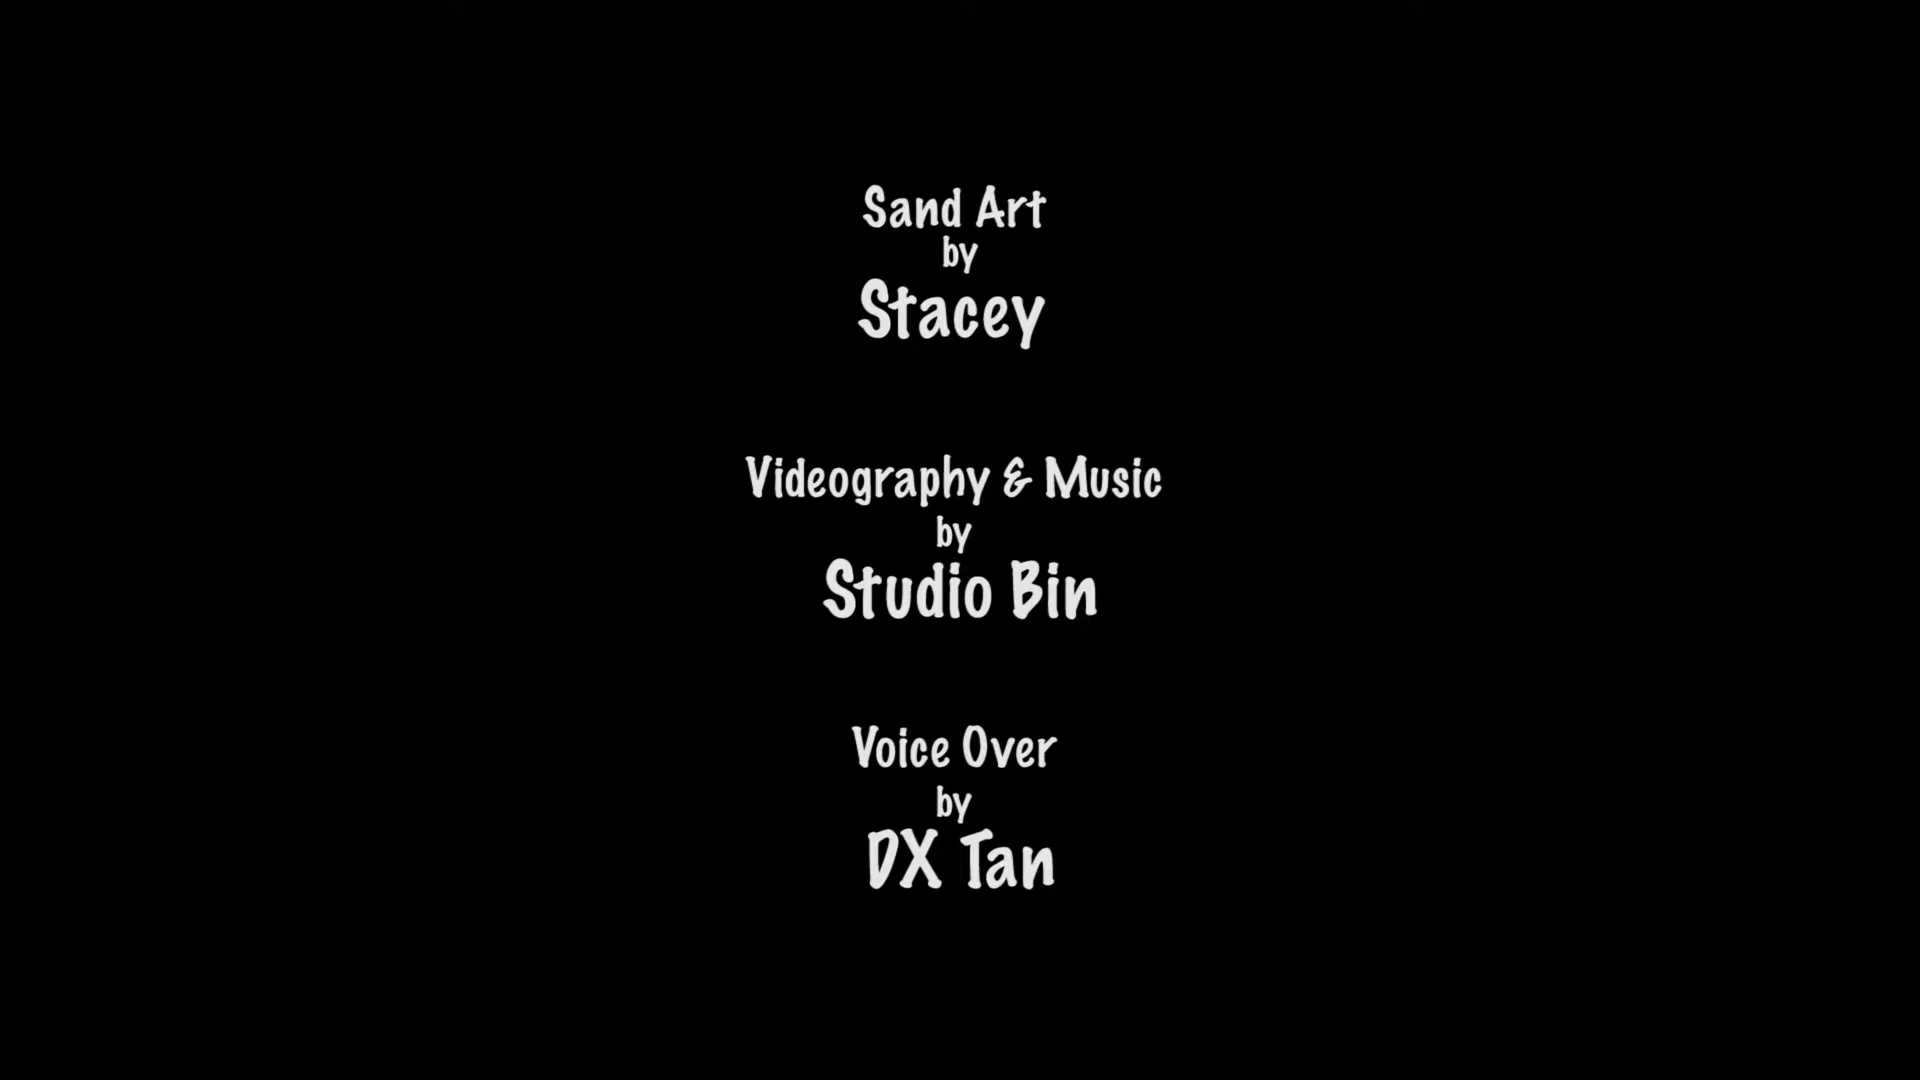 Sand Art
by
Stacey
Videography & Music
by
Studio Bin
Voice Over
by
DX Tan